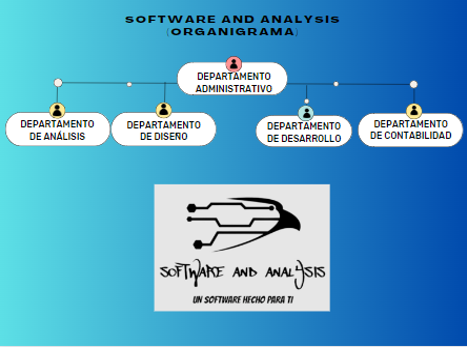 SOFTWARE AND ANALYSIS
(ORGANIGRAMA)
DEPARTAMENTO
ADMINISTRATIVO
DEPARTAMENTO
DE ANÁLISIS
DEPARTAMENTO
DE DISEÑO
DEPARTAMENTO
DE DESARROLLO
DEPARTAMENTO
DE CONTABILIDAD
SOFTWARE AND ANALYSIS
UN SOFTWARE HECHO PARA TI